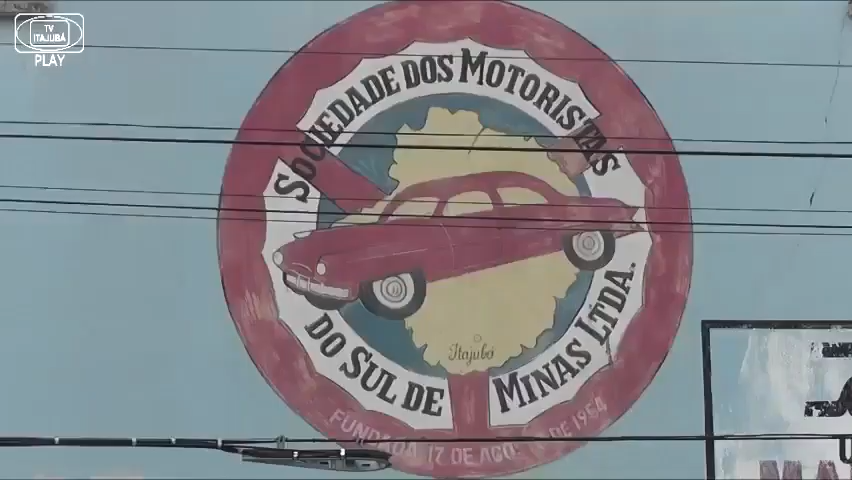 TV
ITAJUBÁ
PLAY
SOCIEDADE DOS MOTORISTAS
DO SUL DE MINAS LTDA.
Itajubá
FUNDADA 17 DE DE 1954